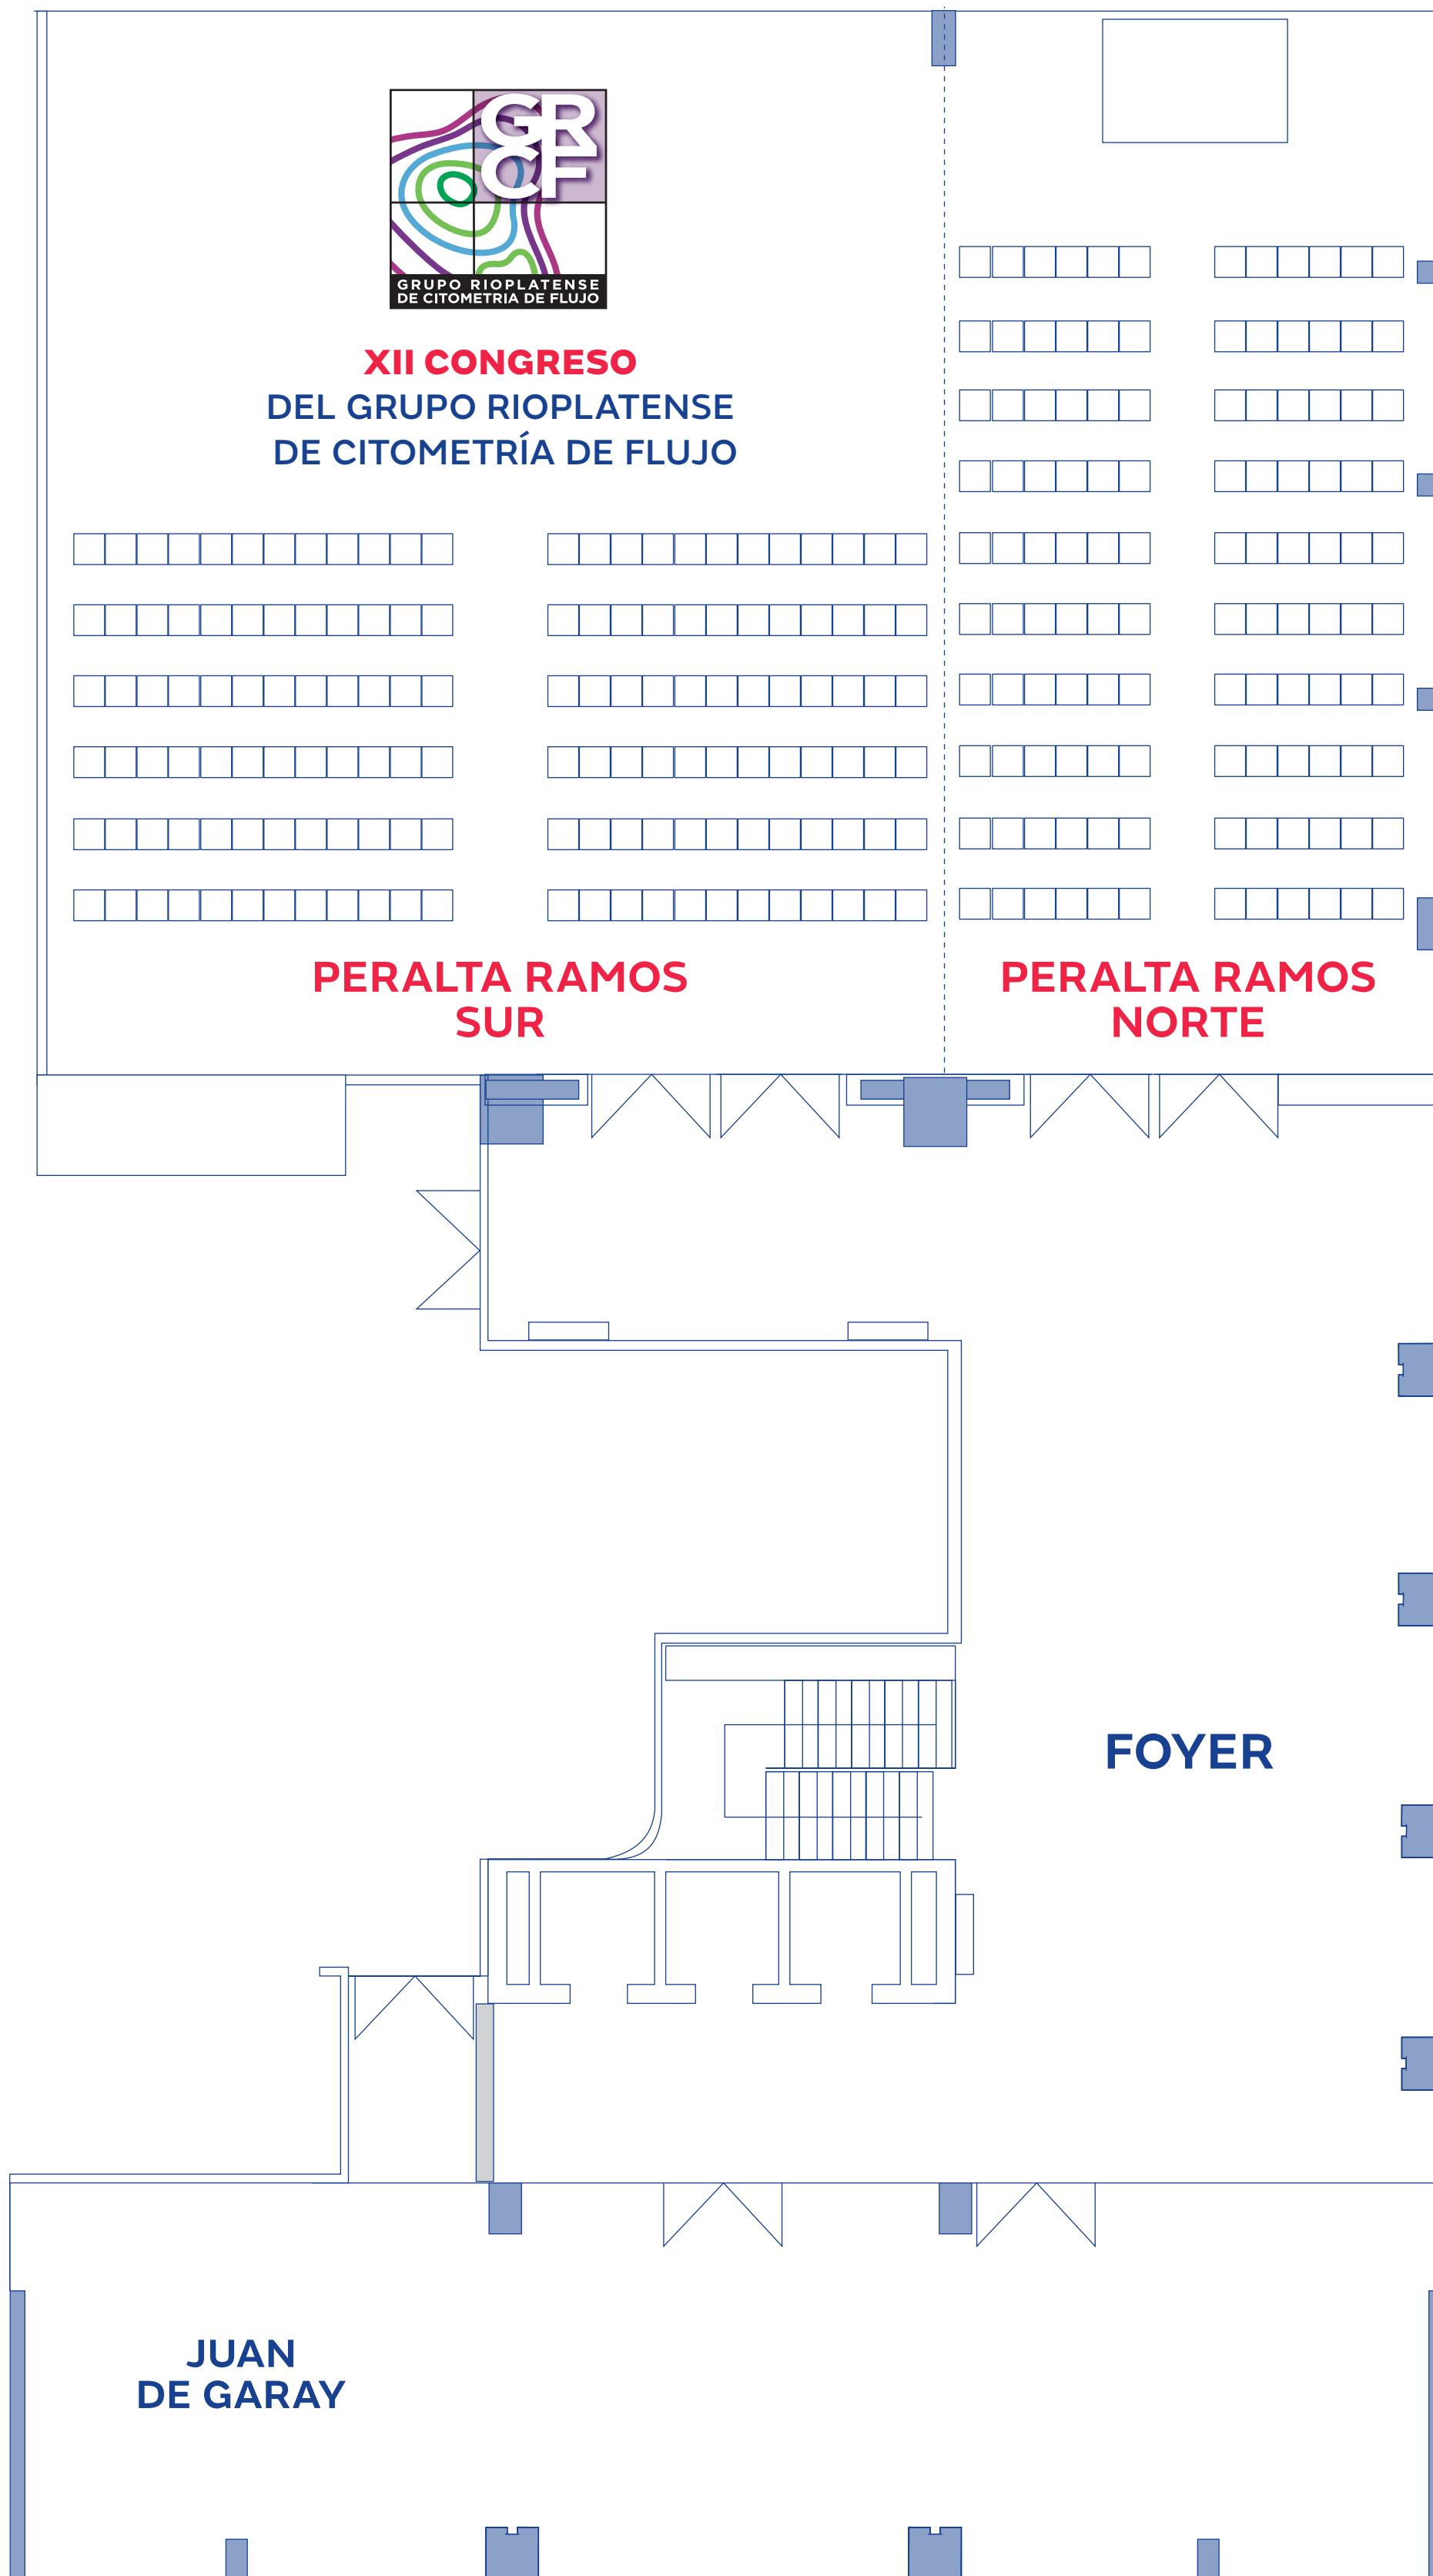 GR
CF
GRUPO RIOPLATENSE
DE CITOMETRIA DE FLUJO
XII CONGRESO
DEL GRUPO RIOPLATENSE
DE CITOMETRÍA DE FLUJO
PERALTA RAMOS
SUR
PERALTA RAMOS
NORTE
FOYER
JUAN
DE GARAY